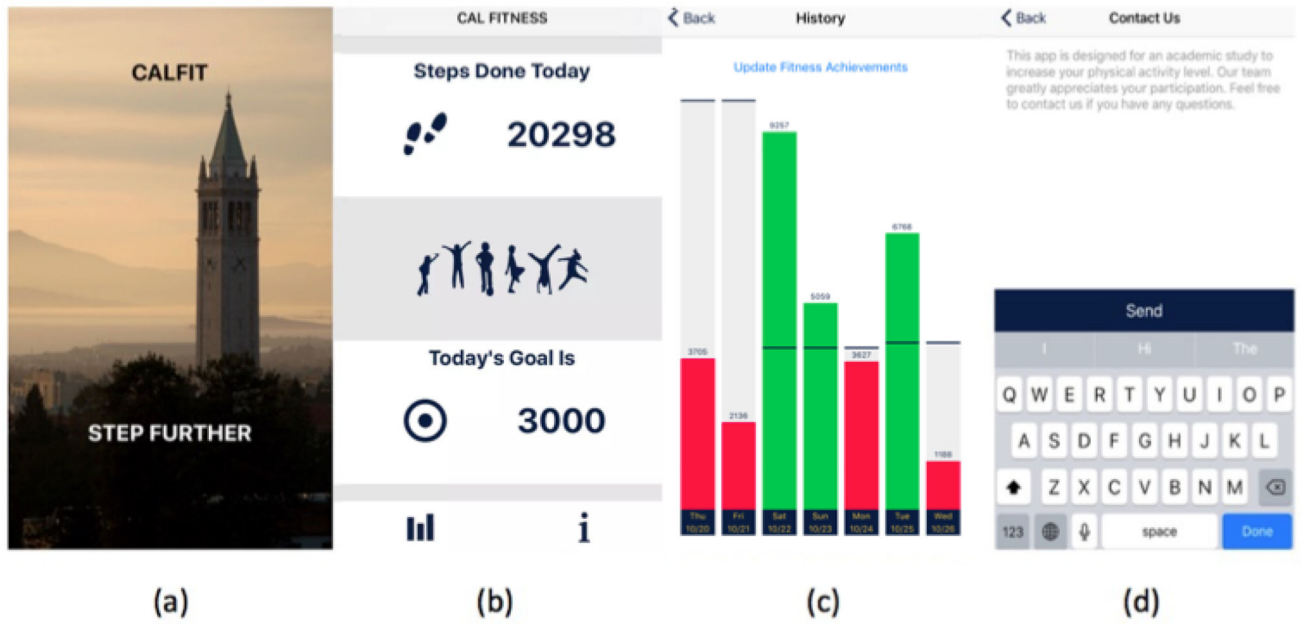 CALFIT
STEP FURTHER
(a)
CAL FITNESS
Steps Done Today
20298
Today's Goal Is
3000
i
(b)
Back
History
Update Fitness Achievements
9257
6768
5059
3705
3627
2136
1188
Thu Fri Sat Sun Mon Tue Wed
10/20 10/21 10/22 10/23 10/24 10/25 10/26
(c)
Back
Contact Us
This app is designed for an academic study to
increase your physical activity level. Our team
greatly appreciates your participation. Feel free
to contact us if you have any questions.
Send
I Hi The
Q W E R T Y U I O P
A S D F G H J K L
Z X C V B N M
123 space Done
(d)